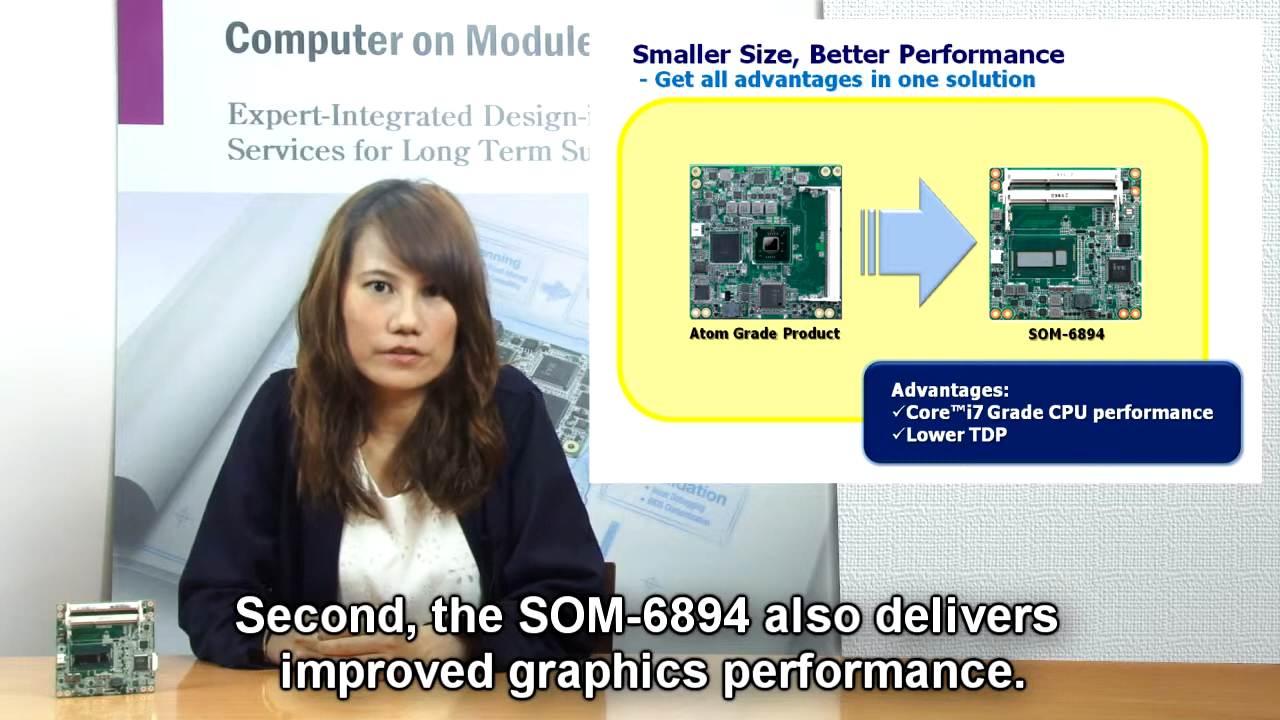 Computer on Module
Expert-Integrated Design-i
Services for Long Term Su
Smaller Size, Better Performance
- Get all advantages in one solution
Atom Grade Product
SOM-6894
Advantages:
✓Core™i7 Grade CPU performance
✓Lower TDP
Second, the SOM-6894 also delivers
improved graphics performance.